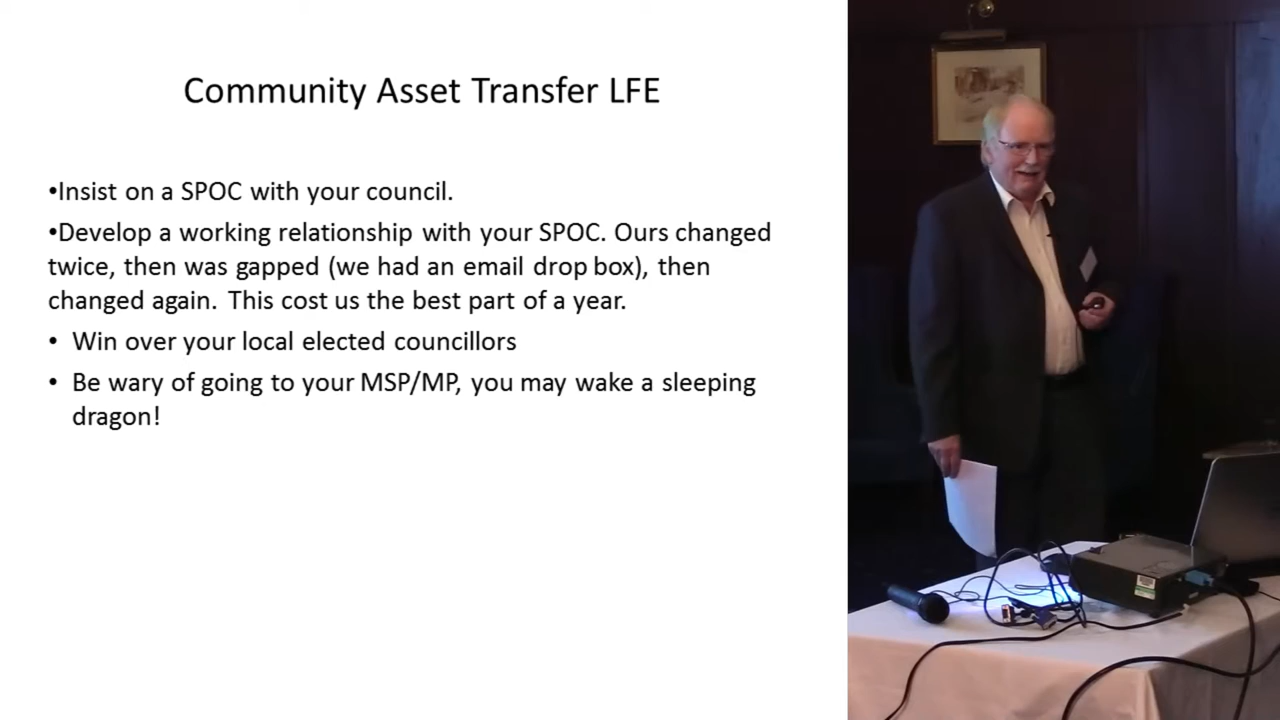 Community Asset Transfer LFE
•Insist on a SPOC with your council.
•Develop a working relationship with your SPOC. Ours changed
twice, then was gapped (we had an email drop box), then
changed again.  This cost us the best part of a year.
• Win over your local elected councillors
• Be wary of going to your MSP/MP, you may wake a sleeping
dragon!